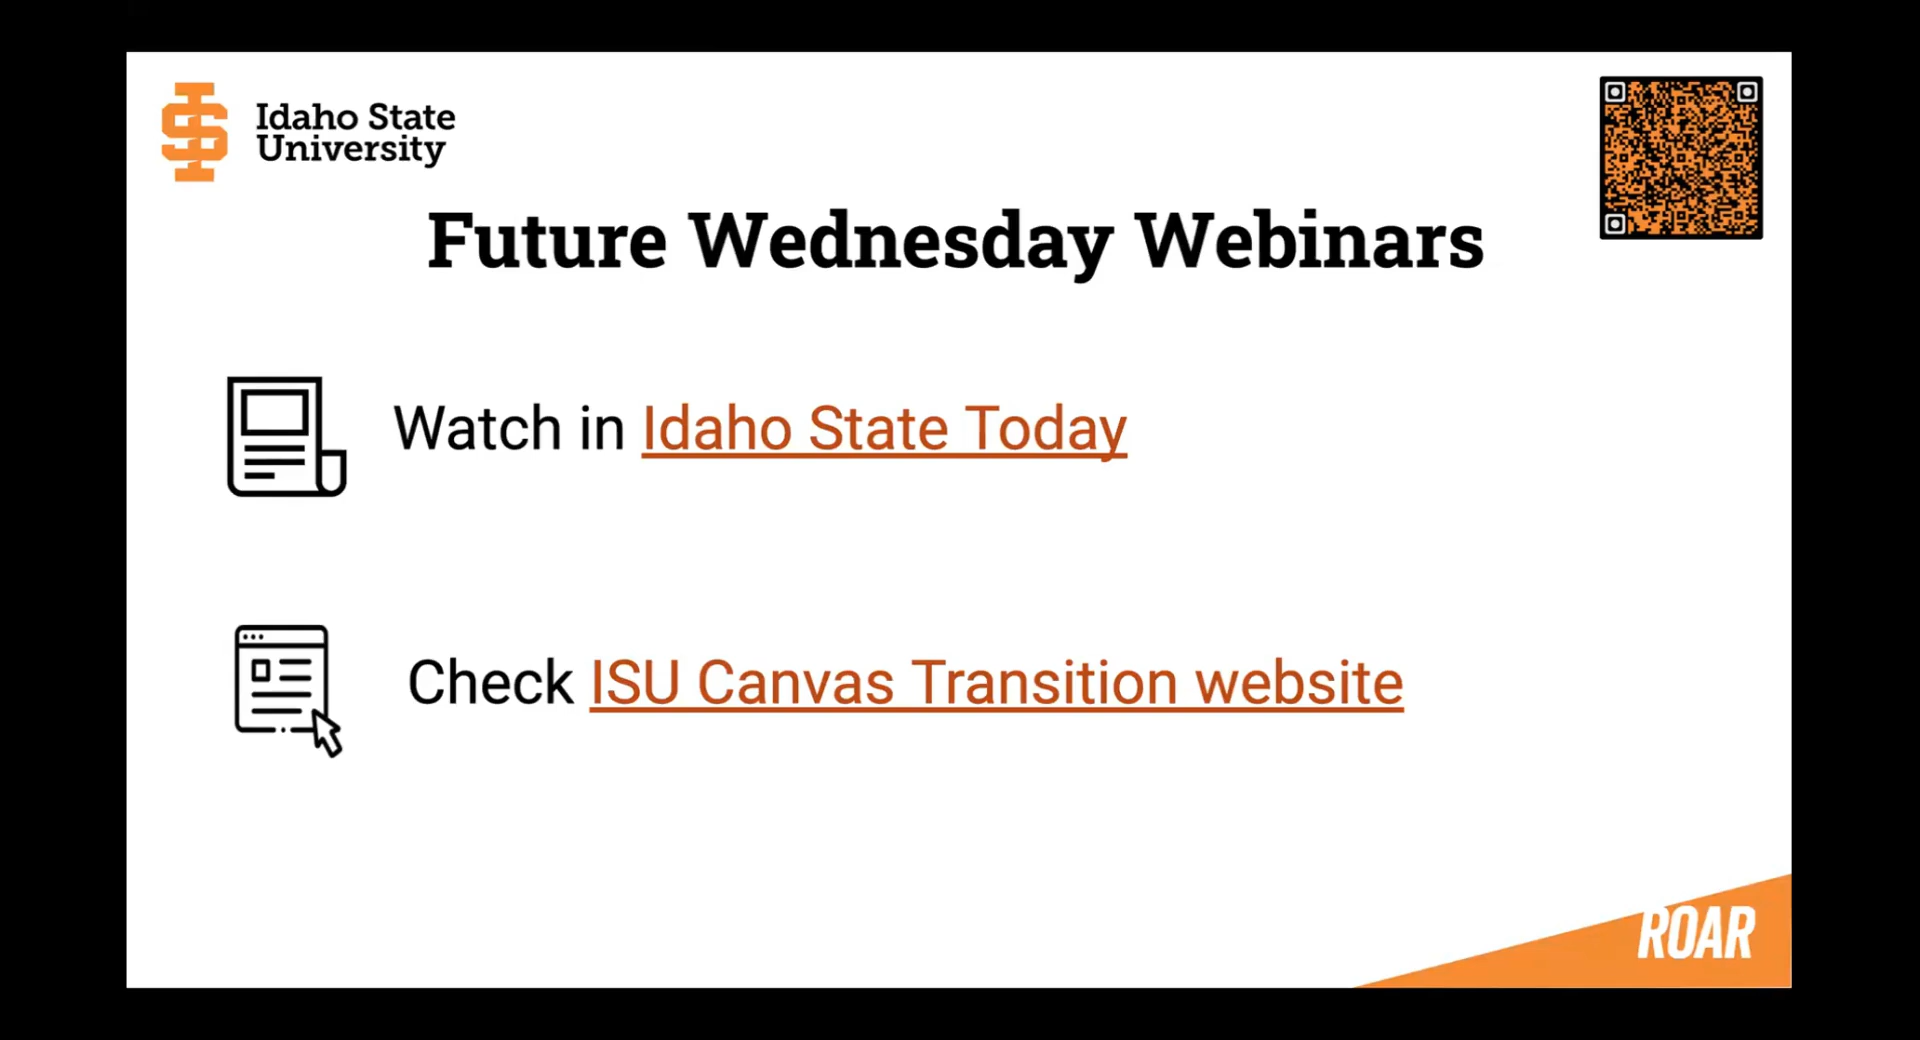 Idaho State
University
Future Wednesday Webinars
Watch in Idaho State Today
Check ISU Canvas Transition website
ROAR